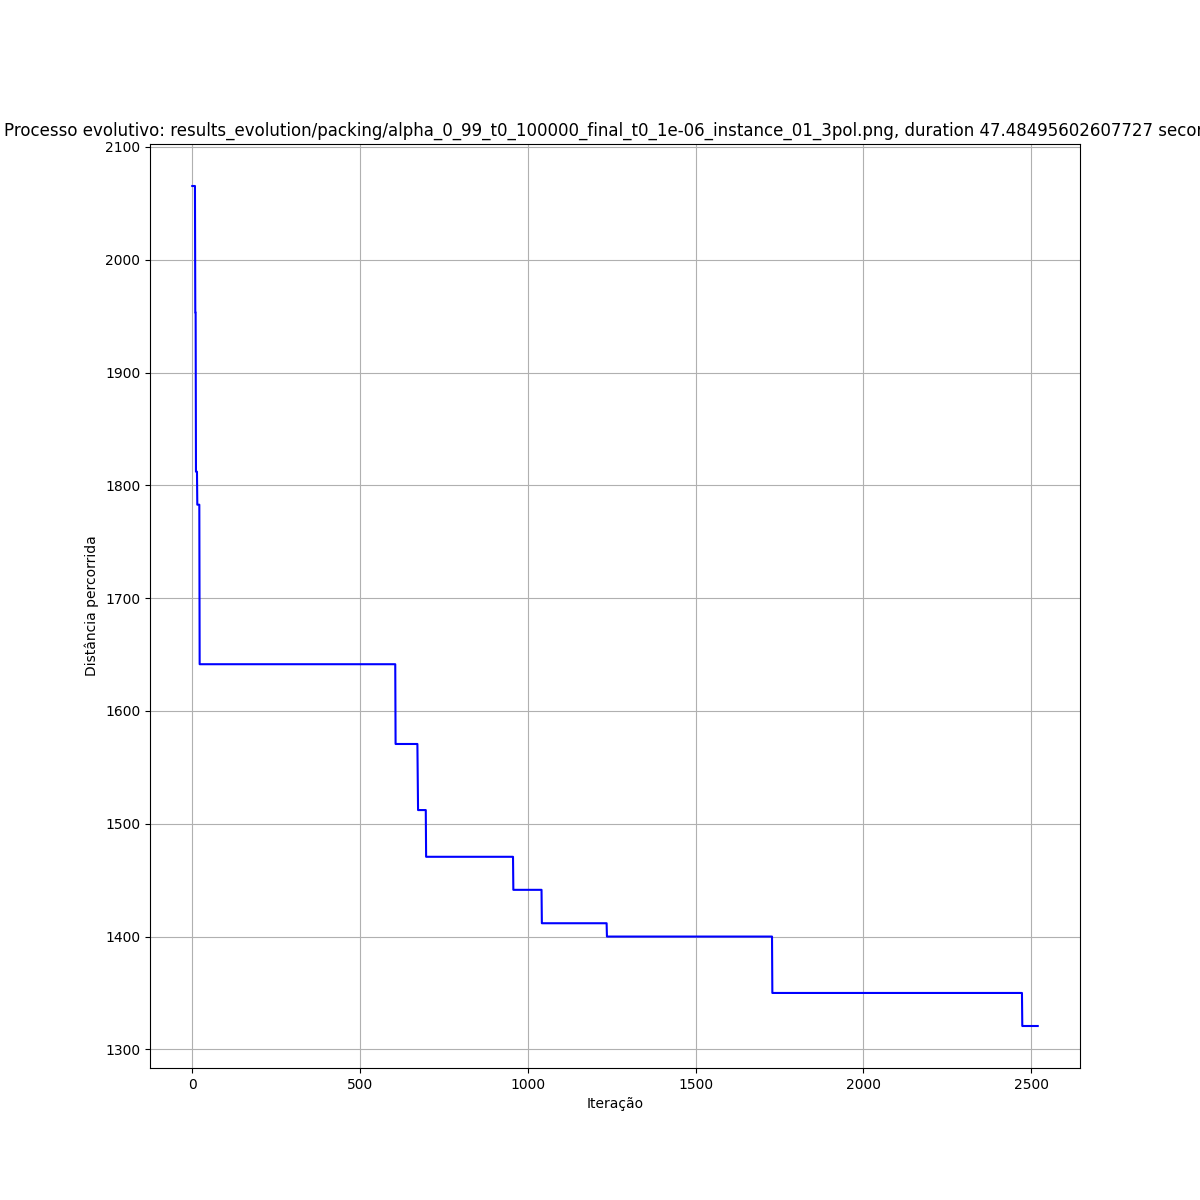 Processo evolutivo: results_evolution/packing/alpha_0_99_t0_100000_final_t0_1e-06_instance_01_3pol.png, duration 47.48495602607727 secon
2100
2000
1900
1800
1700
1600
1500
1400
1300
Distância percorrida
0 500 1000 1500 2000 2500
Iteração